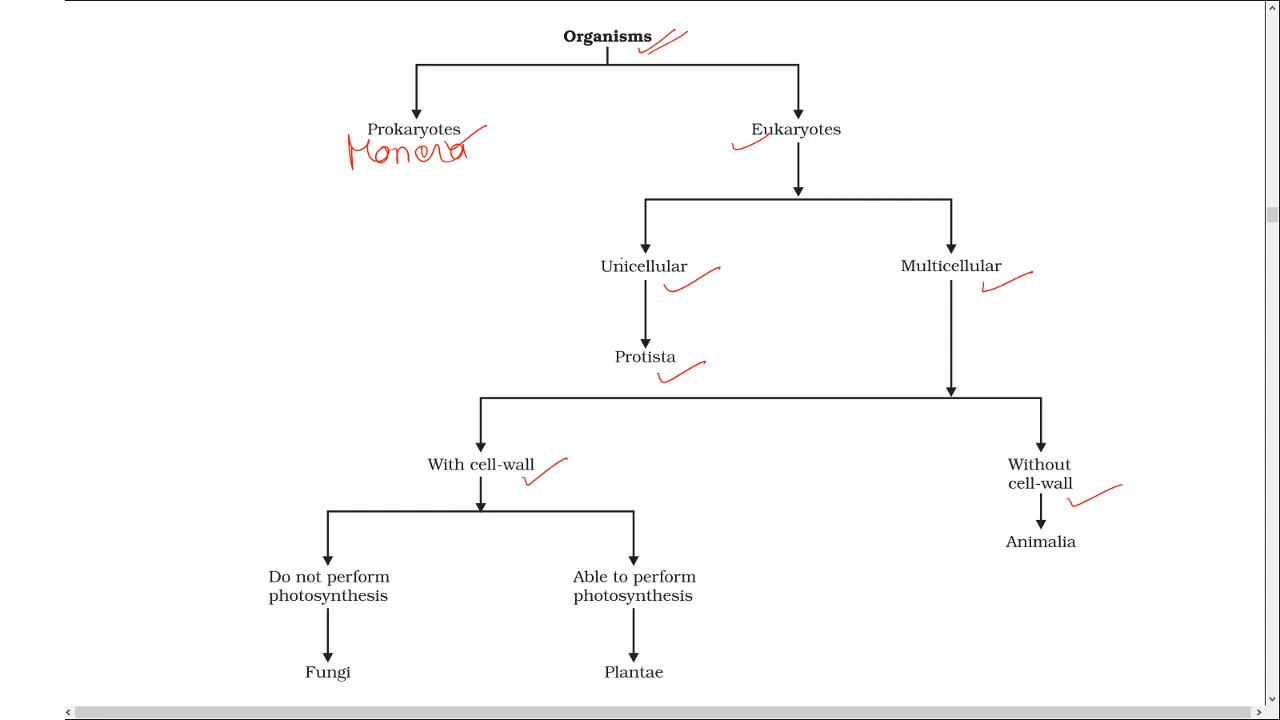 Organisms
Prokaryotes
Monera
Eukaryotes
Unicellular
Multicellular
Protista
With cell-wall
Without
cell-wall
Animalia
Do not perform
photosynthesis
Able to perform
photosynthesis
Fungi
Plantae